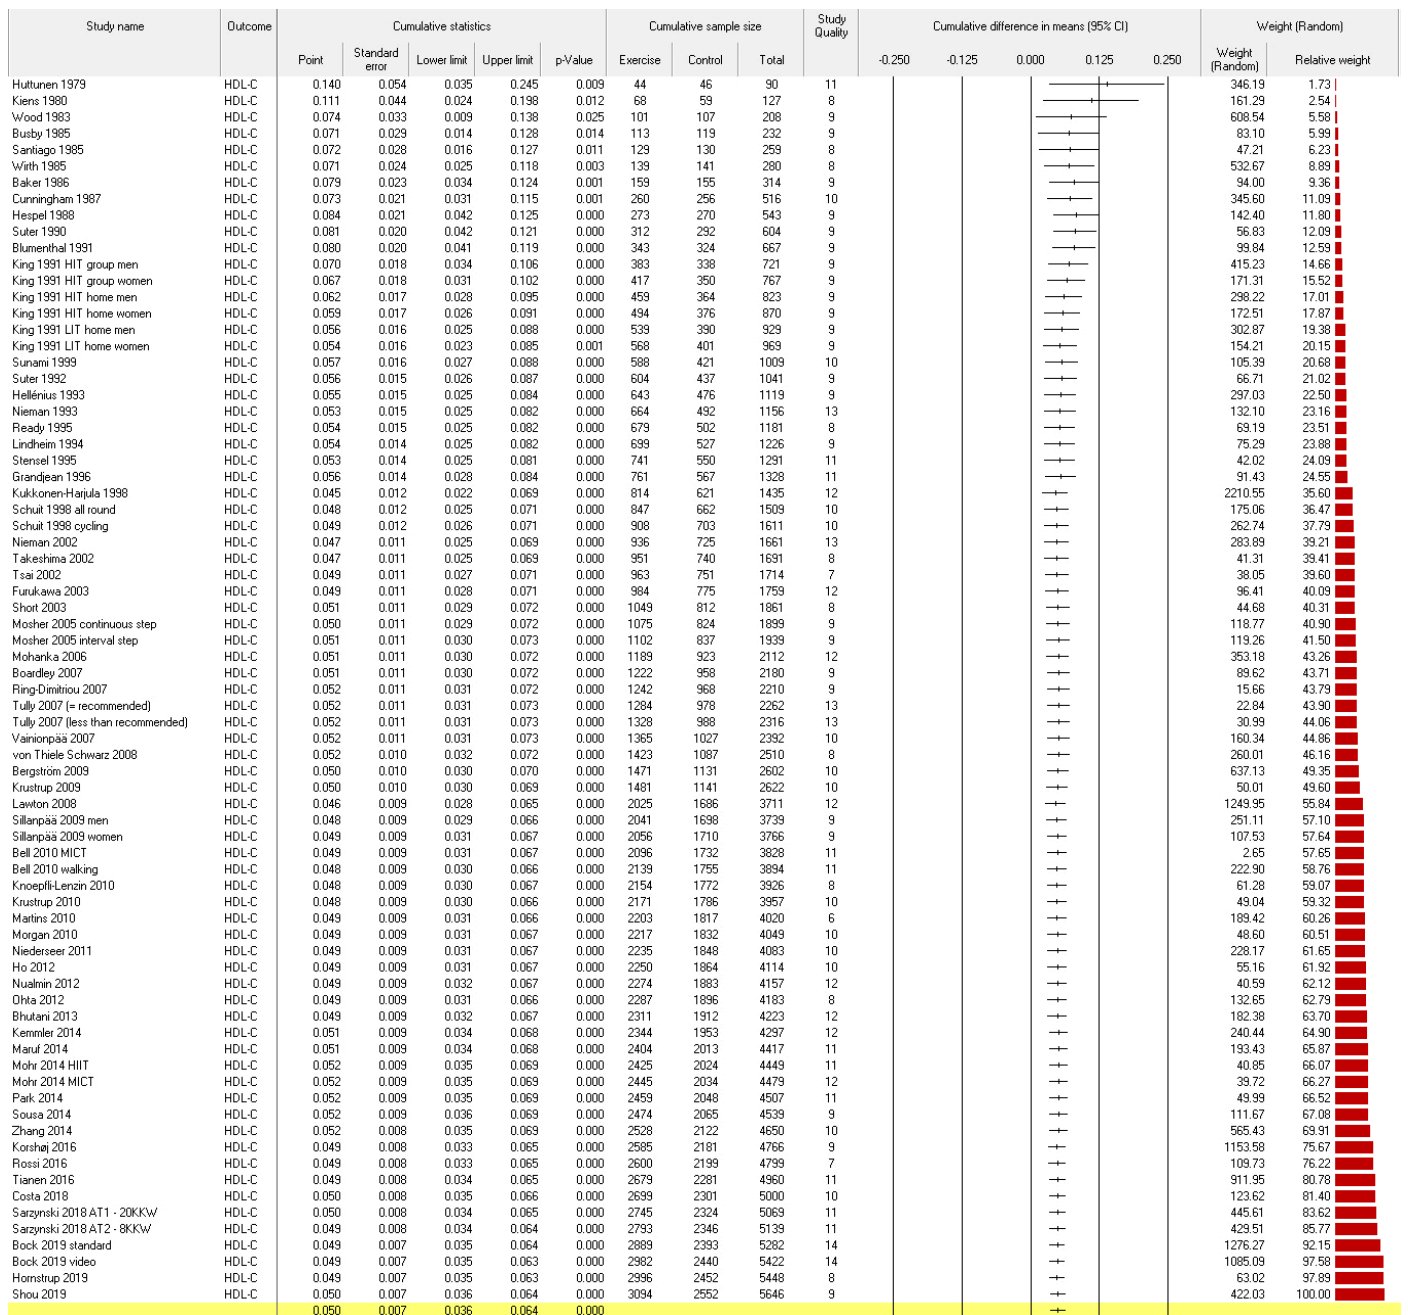 Study name Outcome Cumulative statistics Cumulative sample size Study Quality Cumulative difference in means (95% CI) Weight (Random)
Point Standard error Lower limit Upper limit p-Value Exercise Control Total -0.250 -0.125 0.000 0.125 0.250 Weight (Random) Relative weight
Huttunen 1979 HDL-C 0.140 0.054 0.035 0.245 0.009 44 46 90 11 346.19 1.73
Kiens 1980 HDL-C 0.111 0.044 0.024 0.198 0.012 68 59 127 8 161.29 2.54
Wood 1983 HDL-C 0.074 0.033 0.009 0.138 0.025 101 107 208 9 608.54 5.58
Busby 1985 HDL-C 0.071 0.029 0.014 0.128 0.014 113 119 232 9 83.10 5.99
Santiago 1985 HDL-C 0.072 0.028 0.016 0.127 0.011 129 130 259 8 47.21 6.23
Wirth 1985 HDL-C 0.071 0.024 0.025 0.118 0.003 139 141 280 8 532.67 8.89
Baker 1986 HDL-C 0.079 0.023 0.034 0.124 0.001 159 155 314 9 94.00 9.36
Cunningham 1987 HDL-C 0.073 0.021 0.031 0.115 0.001 260 256 516 10 345.60 11.09
Hespel 1988 HDL-C 0.084 0.021 0.042 0.125 0.000 273 270 543 9 142.40 11.80
Suter 1990 HDL-C 0.081 0.020 0.042 0.121 0.000 312 292 604 9 56.83 12.09
Blumenthal 1991 HDL-C 0.080 0.020 0.041 0.119 0.000 343 324 667 9 99.84 12.59
King 1991 HIT group men HDL-C 0.070 0.018 0.034 0.106 0.000 383 338 721 9 415.23 14.66
King 1991 HIT group women HDL-C 0.067 0.018 0.031 0.102 0.000 417 350 767 9 171.31 15.52
King 1991 HIT home men HDL-C 0.062 0.017 0.028 0.095 0.000 459 364 823 9 298.22 17.01
King 1991 HIT home women HDL-C 0.059 0.017 0.026 0.091 0.000 494 376 870 9 172.51 17.87
King 1991 LIT home men HDL-C 0.056 0.016 0.025 0.088 0.000 539 390 929 9 302.87 19.38
King 1991 LIT home women HDL-C 0.054 0.016 0.023 0.085 0.001 568 401 969 9 154.21 20.15
Sunami 1999 HDL-C 0.057 0.016 0.027 0.088 0.000 588 421 1009 10 105.39 20.68
Suter 1992 HDL-C 0.056 0.015 0.026 0.087 0.000 604 437 1041 9 66.71 21.02
Hellénius 1993 HDL-C 0.055 0.015 0.025 0.084 0.000 643 476 1119 9 297.03 22.50
Nieman 1993 HDL-C 0.053 0.015 0.025 0.082 0.000 664 492 1156 13 132.10 23.16
Ready 1995 HDL-C 0.054 0.015 0.025 0.082 0.000 679 502 1181 8 69.19 23.51
Lindheim 1994 HDL-C 0.054 0.014 0.025 0.082 0.000 699 527 1226 9 75.29 23.88
Stensel 1995 HDL-C 0.053 0.014 0.025 0.081 0.000 741 550 1291 11 42.02 24.09
Grandjean 1996 HDL-C 0.056 0.014 0.028 0.084 0.000 761 567 1328 11 91.43 24.55
Kukkonen-Harjula 1998 HDL-C 0.045 0.012 0.022 0.069 0.000 814 621 1435 12 2210.55 35.60
Schuit 1998 all round HDL-C 0.048 0.012 0.025 0.071 0.000 847 662 1509 10 175.06 36.47
Schuit 1998 cycling HDL-C 0.049 0.012 0.026 0.071 0.000 908 703 1611 10 262.74 37.79
Nieman 2002 HDL-C 0.047 0.011 0.025 0.069 0.000 936 725 1661 13 283.89 39.21
Takeshima 2002 HDL-C 0.047 0.011 0.025 0.069 0.000 951 740 1691 8 41.31 39.41
Tsai 2002 HDL-C 0.049 0.011 0.027 0.071 0.000 963 751 1714 7 38.05 39.60
Furukawa 2003 HDL-C 0.049 0.011 0.028 0.071 0.000 984 775 1759 12 96.41 40.09
Short 2003 HDL-C 0.051 0.011 0.029 0.072 0.000 1049 812 1861 8 44.68 40.31
Mosher 2005 continuous step HDL-C 0.050 0.011 0.029 0.072 0.000 1075 824 1899 9 118.77 40.90
Mosher 2005 interval step HDL-C 0.051 0.011 0.030 0.073 0.000 1102 837 1939 9 119.26 41.50
Mohanka 2006 HDL-C 0.051 0.011 0.030 0.072 0.000 1189 923 2112 12 353.18 43.26
Boardley 2007 HDL-C 0.051 0.011 0.030 0.072 0.000 1222 958 2180 9 89.62 43.71
Ring-Dimitriou 2007 HDL-C 0.052 0.011 0.031 0.072 0.000 1242 968 2210 9 15.66 43.79
Tully 2007 (= recommended) HDL-C 0.052 0.011 0.031 0.073 0.000 1284 978 2262 13 22.84 43.90
Tully 2007 (less than recommended) HDL-C 0.052 0.011 0.031 0.073 0.000 1328 988 2316 13 30.99 44.06
Vainionpää 2007 HDL-C 0.052 0.011 0.031 0.073 0.000 1365 1027 2392 12 160.34 44.86
von Thiele Schwarz 2008 HDL-C 0.052 0.010 0.032 0.072 0.000 1423 1087 2510 8 260.01 46.16
Bergström 2009 HDL-C 0.050 0.010 0.030 0.070 0.000 1471 1131 2602 10 637.13 49.35
Krustrup 2009 HDL-C 0.050 0.010 0.030 0.069 0.000 1481 1141 2622 10 50.01 49.60
Lawton 2008 HDL-C 0.046 0.009 0.028 0.065 0.000 2025 1686 3711 12 1249.95 55.84
Sillanpää 2009 men HDL-C 0.048 0.009 0.029 0.066 0.000 2041 1698 3739 9 251.11 57.10
Sillanpää 2009 women HDL-C 0.049 0.009 0.031 0.067 0.000 2056 1710 3766 9 107.53 57.64
Bell 2010 MICT HDL-C 0.049 0.009 0.031 0.067 0.000 2096 1732 3828 11 2.65 57.65
Bell 2010 walking HDL-C 0.048 0.009 0.030 0.066 0.000 2139 1755 3894 11 222.90 58.76
Knoepfli-Lenzin 2010 HDL-C 0.048 0.009 0.030 0.067 0.000 2154 1772 3926 8 61.28 59.07
Krustrup 2010 HDL-C 0.048 0.009 0.030 0.066 0.000 2171 1786 3957 10 49.04 59.32
Martins 2010 HDL-C 0.049 0.009 0.031 0.066 0.000 2203 1817 4020 6 189.42 60.26
Morgan 2010 HDL-C 0.049 0.009 0.031 0.067 0.000 2217 1832 4049 10 48.60 60.51
Niederseer 2011 HDL-C 0.049 0.009 0.031 0.067 0.000 2235 1848 4083 10 228.17 61.65
Ho 2012 HDL-C 0.049 0.009 0.031 0.067 0.000 2250 1864 4114 10 55.16 61.92
Nualmin 2012 HDL-C 0.049 0.009 0.032 0.067 0.000 2274 1883 4157 12 40.59 62.12
Ohta 2012 HDL-C 0.049 0.009 0.031 0.066 0.000 2287 1896 4183 8 132.65 62.79
Bhutani 2013 HDL-C 0.049 0.009 0.032 0.067 0.000 2311 1912 4223 12 182.38 63.70
Kemmler 2014 HDL-C 0.051 0.009 0.034 0.068 0.000 2344 1953 4297 12 240.44 64.90
Maruf 2014 HDL-C 0.051 0.009 0.034 0.068 0.000 2404 2013 4417 11 193.43 65.87
Mohr 2014 HIIT HDL-C 0.052 0.009 0.035 0.069 0.000 2425 2024 4449 11 40.85 66.07
Mohr 2014 MICT HDL-C 0.052 0.009 0.035 0.069 0.000 2445 2034 4479 12 39.72 66.27
Park 2014 HDL-C 0.052 0.009 0.035 0.069 0.000 2459 2048 4507 11 49.99 66.52
Sousa 2014 HDL-C 0.052 0.009 0.036 0.069 0.000 2474 2065 4539 9 111.67 67.08
Zhang 2014 HDL-C 0.052 0.008 0.035 0.069 0.000 2528 2122 4650 10 565.43 69.91
Korshøj 2016 HDL-C 0.049 0.008 0.033 0.065 0.000 2585 2181 4766 9 1153.58 75.67
Rossi 2016 HDL-C 0.049 0.008 0.033 0.065 0.000 2600 2199 4799 7 109.73 76.22
Tianen 2016 HDL-C 0.049 0.008 0.034 0.065 0.000 2679 2281 4960 11 911.95 80.78
Costa 2018 HDL-C 0.050 0.008 0.035 0.066 0.000 2699 2301 5000 10 123.62 81.40
Sarzynski 2018 AT1 - 20KKW HDL-C 0.050 0.008 0.034 0.065 0.000 2745 2324 5069 11 445.61 83.62
Sarzynski 2018 AT2 - 8KKW HDL-C 0.049 0.008 0.034 0.064 0.000 2793 2346 5139 11 429.51 85.77
Bock 2019 standard HDL-C 0.049 0.007 0.035 0.064 0.000 2889 2393 5282 14 1276.27 92.15
Bock 2019 video HDL-C 0.049 0.007 0.035 0.063 0.000 2982 2440 5422 14 1085.09 97.58
Hornstrup 2019 HDL-C 0.049 0.007 0.035 0.063 0.000 2996 2452 5448 8 63.02 97.89
Shou 2019 HDL-C 0.050 0.007 0.036 0.064 0.000 3094 2552 5646 9 422.03 100.00
0.050 0.007 0.036 0.064 0.000